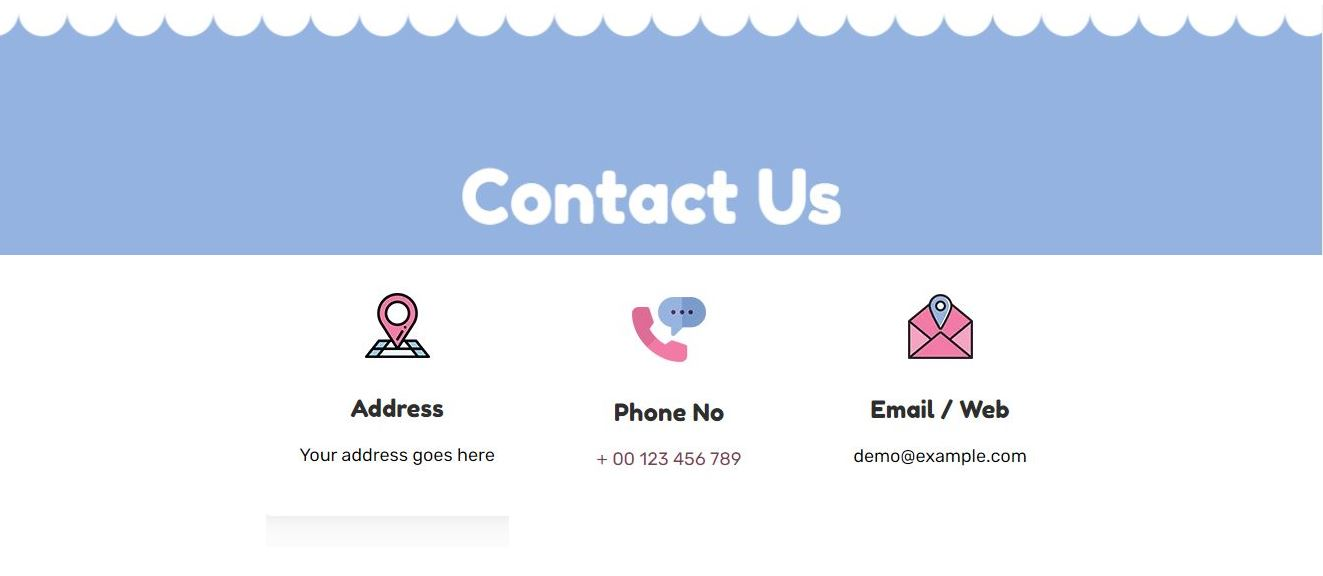 Contact Us
Address
Phone No
Email / Web
Your address goes here
+ 00 123 456 789
demo@example.com